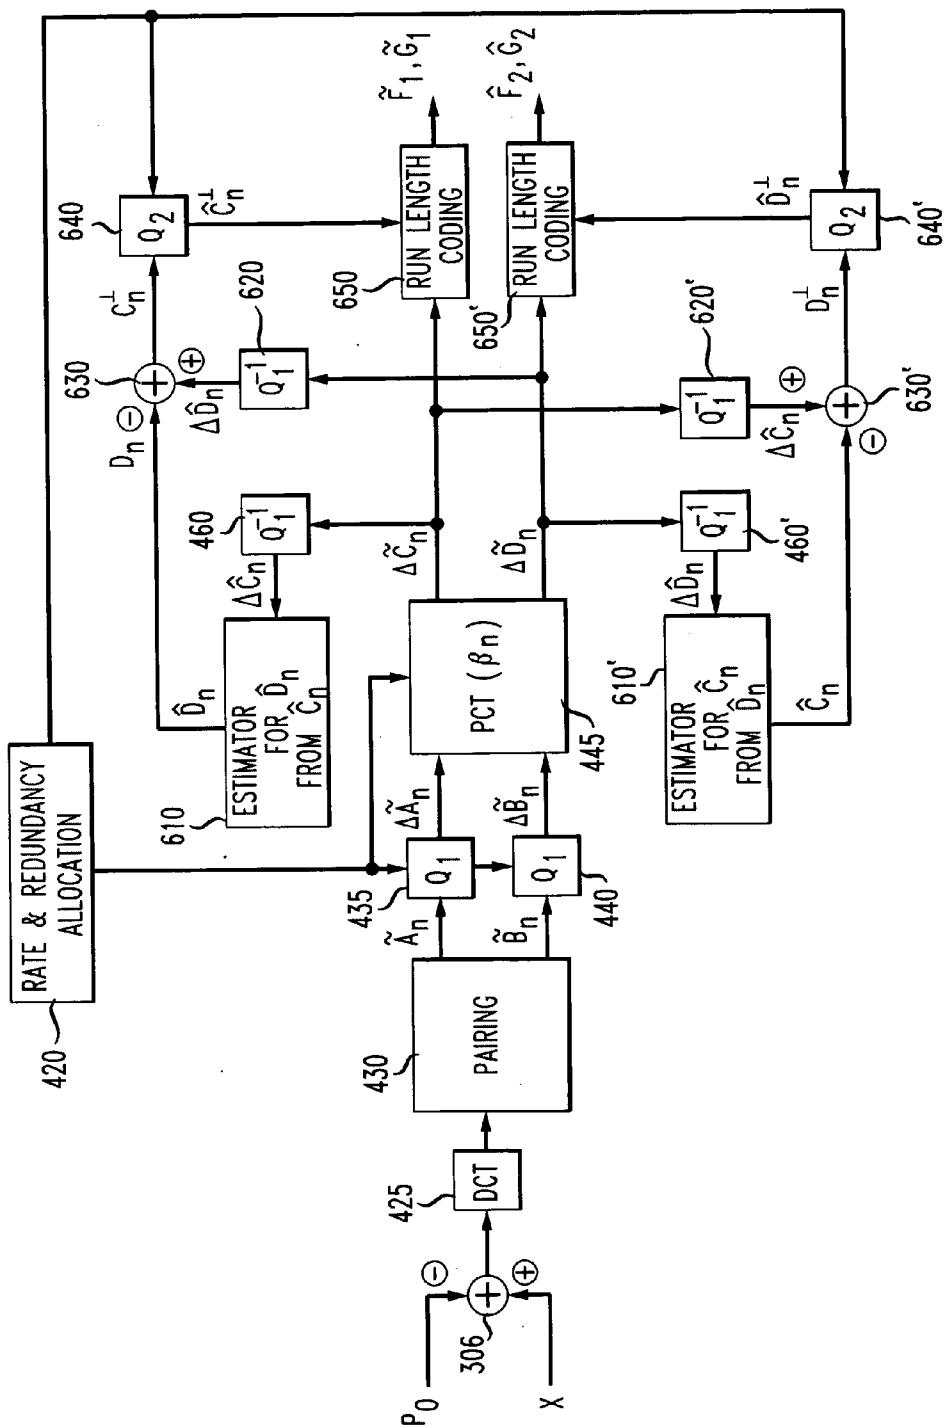 RATE & REDUNDANCY
ALLOCATION
420
P₀
X
306
⊖
⊕
425
DCT
430
PAIRING
Ãₙ
B̃ₙ
435
Q₁
440
Q₁
ΔÃₙ
ΔB̃ₙ
PCT (βₙ)
445
ΔC̃ₙ
ΔD̃ₙ
610
ESTIMATOR
FOR D̂ₙ
FROM Ĉₙ
D̂ₙ
ΔĈₙ
460
Q₁⁻¹
Dₙ
⊖
630
⊕
ΔD̂ₙ
620
Q₁⁻¹
Cₙ^⊥
640
Q₂
Ĉₙ^⊥
650
RUN LENGTH
CODING
F̃₁,G̃₁
650'
RUN LENGTH
CODING
F̂₂,Ĝ₂
610'
ESTIMATOR
FOR Ĉₙ
FROM D̂ₙ
Ĉₙ
ΔD̂ₙ
460'
Q₁⁻¹
620'
Q₁⁻¹
ΔĈₙ
⊕
⊖
630'
Dₙ^⊥
640'
Q₂
D̂ₙ^⊥